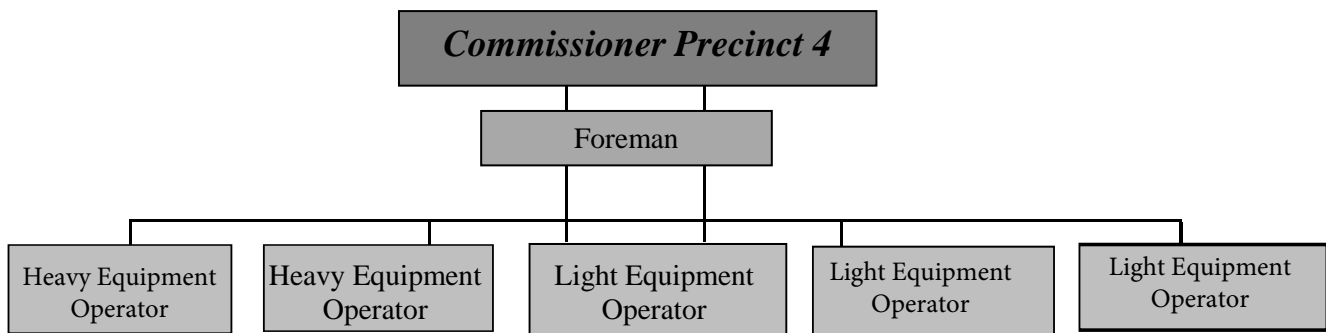 Commissioner Precinct 4
Foreman
Heavy Equipment
Operator
Heavy Equipment
Operator
Light Equipment
Operator
Light Equipment
Operator
Light Equipment
Operator